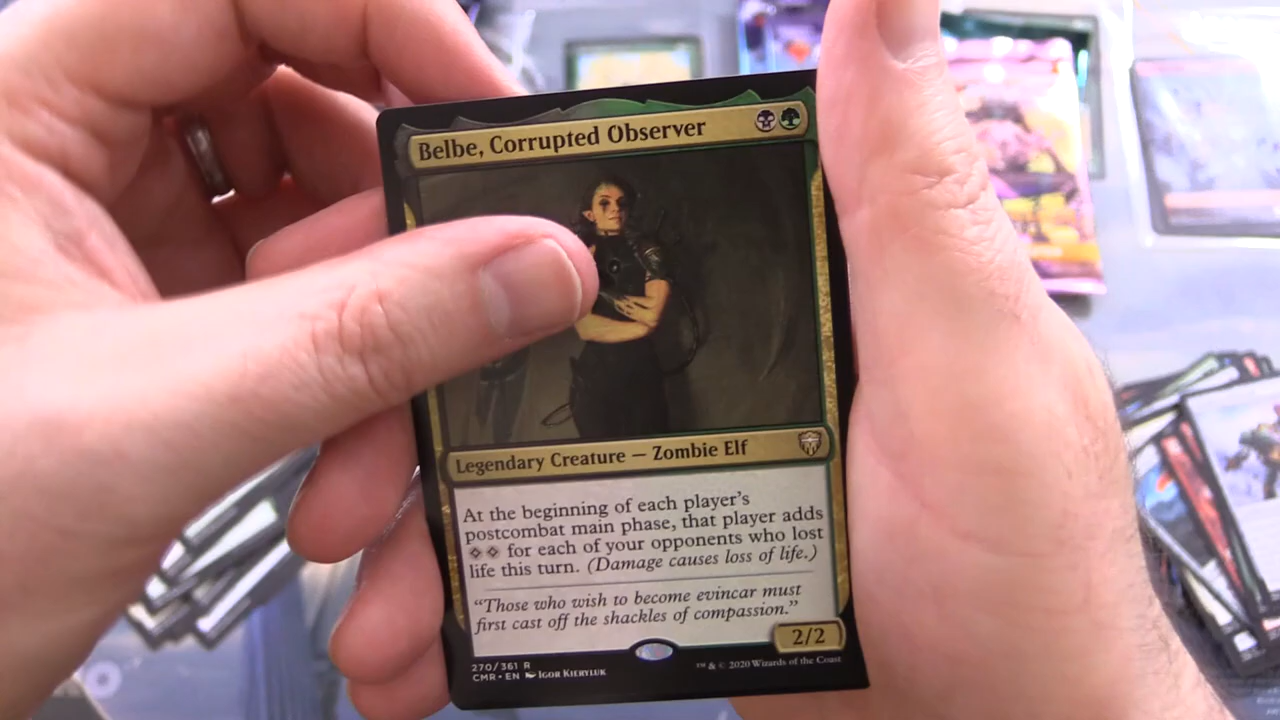 Belbe, Corrupted Observer
Legendary Creature — Zombie Elf
At the beginning of each player's
postcombat main phase, that player adds
◇◇ for each of your opponents who lost
life this turn. (Damage causes loss of life.)
"Those who wish to become evincar must
first cast off the shackles of compassion."
2/2
270/361 R
CMR • EN Igor Kieryluk
™ & © 2020 Wizards of the Coast